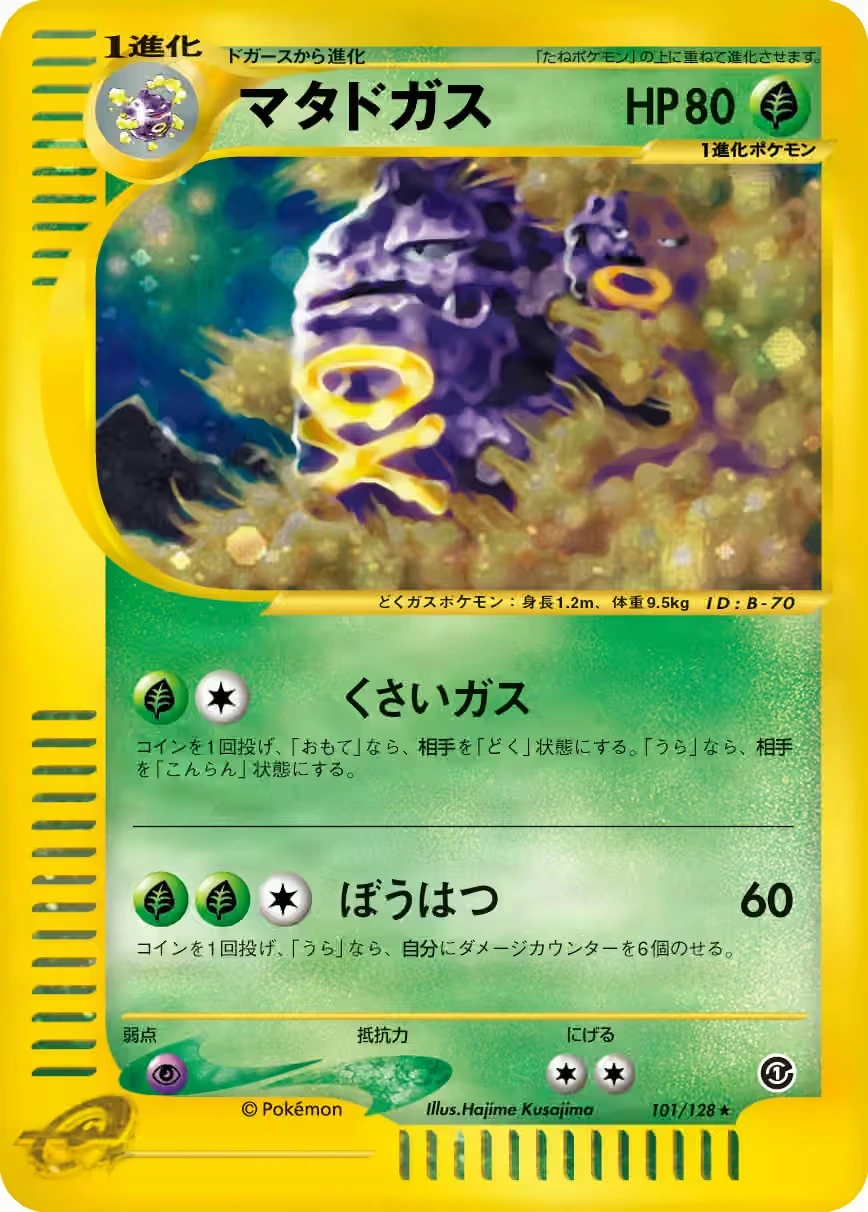 1進化
ドガースから進化
「たねポケモン」の上に重ねて進化させます。
マタドガス
HP80
1進化ポケモン
どくガスポケモン：身長1.2m、体重9.5kg ID：B-70
くさいガス
コインを1回投げ、「おもて」なら、相手を「どく」状態にする。「うら」なら、相手
を「こんらん」状態にする。
ぼうはつ 60
コインを1回投げ、「うら」なら、自分にダメージカウンターを6個のせる。
弱点 抵抗力 にげる
©Pokémon Illus.Hajime Kusajima 101/128★